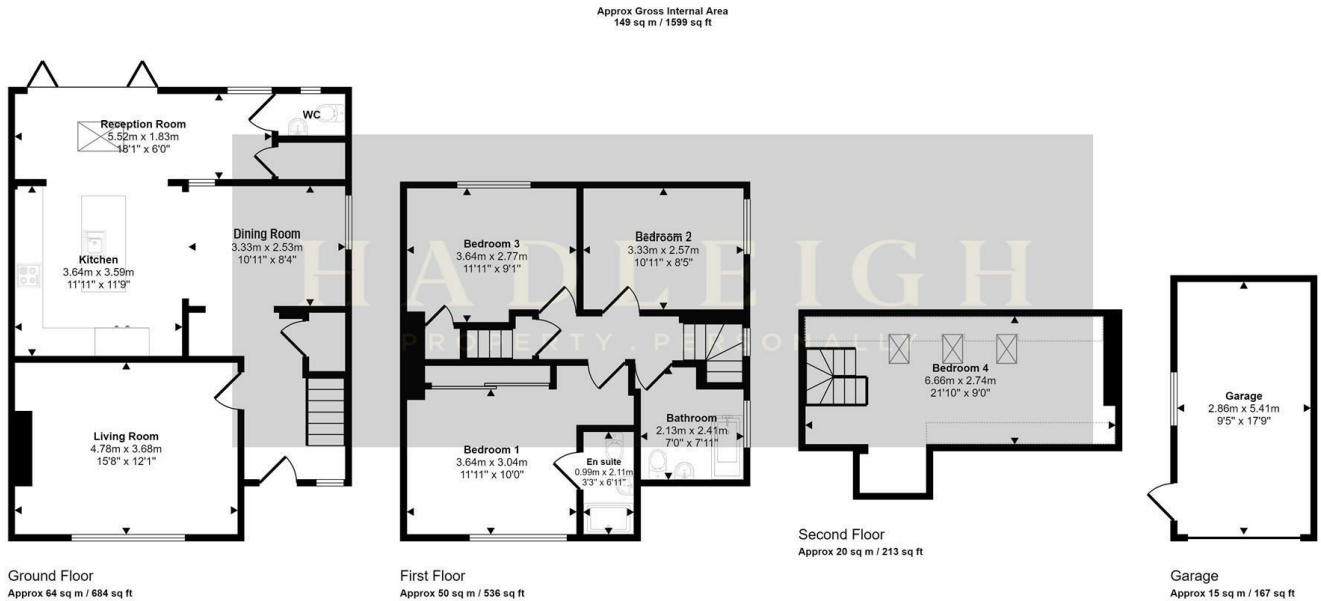 Approx Gross Internal Area
149 sq m / 1599 sq ft
WC
Reception Room
5.52m x 1.83m
18'1" x 6'0"
Dining Room
3.33m x 2.53m
10'11" x 8'4"
Kitchen
3.64m x 3.59m
11'11" x 11'9"
Living Room
4.78m x 3.68m
15'8" x 12'1"
Ground Floor
Approx 64 sq m / 684 sq ft
Bedroom 3
3.64m x 2.77m
11'11" x 9'1"
Bedroom 2
3.33m x 2.57m
10'11" x 8'5"
HADLEIGH
PROPERTY. PERSONALLY
Bathroom
2.13m x 2.41m
7'0" x 7'11"
Bedroom 1
3.64m x 3.04m
11'11" x 10'0"
En suite
0.99m x 2.11m
3'3" x 6'11"
First Floor
Approx 50 sq m / 536 sq ft
Bedroom 4
6.66m x 2.74m
21'10" x 9'0"
Second Floor
Approx 20 sq m / 213 sq ft
Garage
2.86m x 5.41m
9'5" x 17'9"
Garage
Approx 15 sq m / 167 sq ft